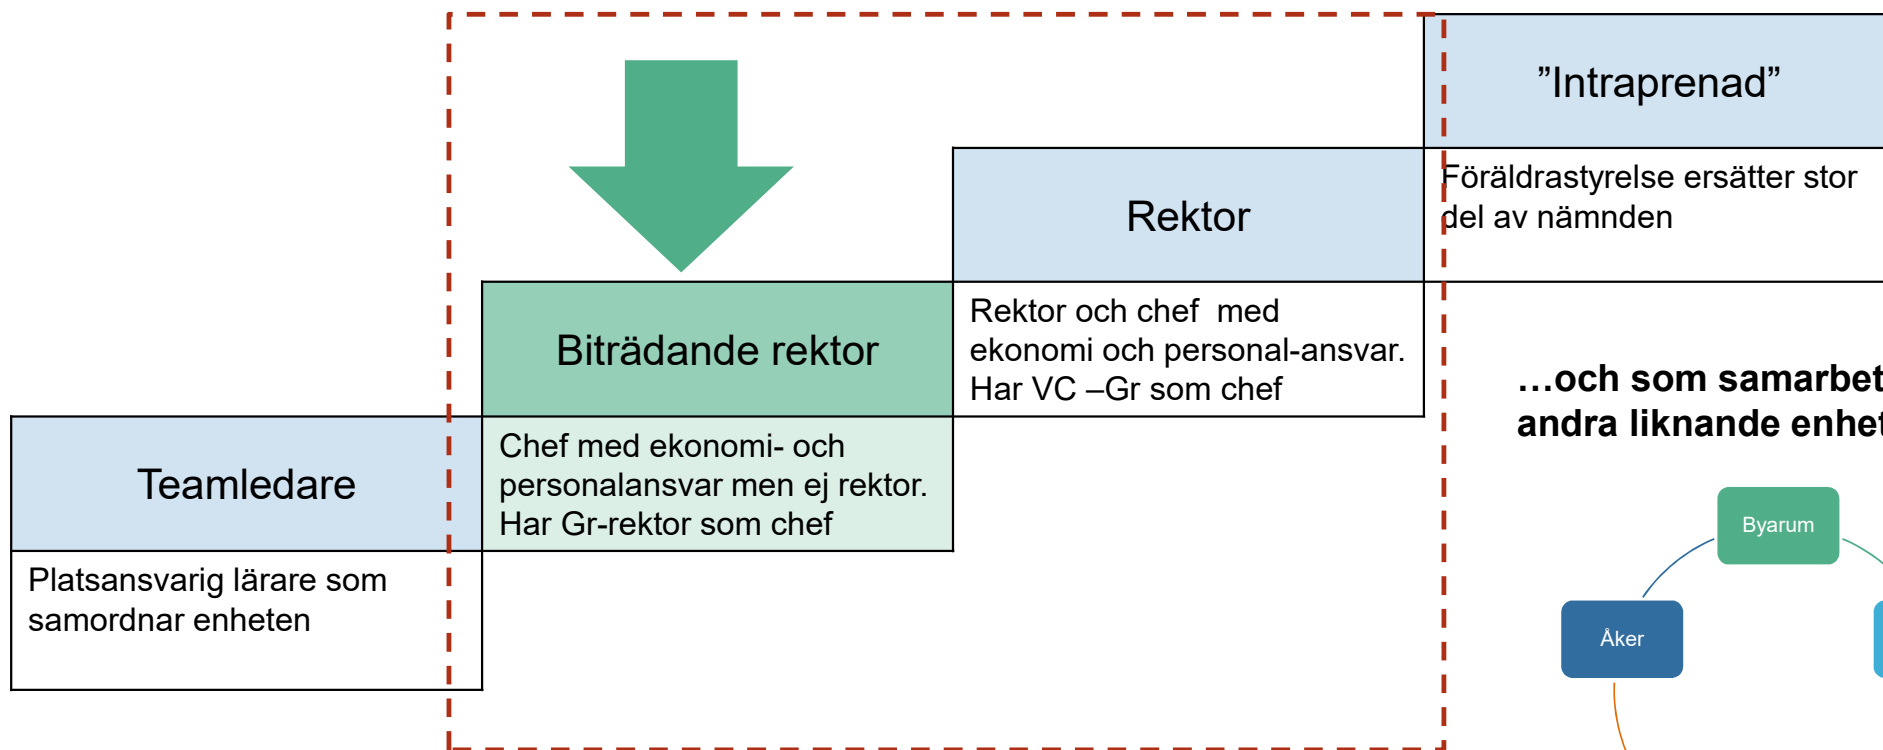 ”Intraprenad”
Föräldrastyrelse ersätter stor
del av nämnden
Rektor
Rektor och chef  med
ekonomi och personal-ansvar.
Har VC –Gr som chef
Biträdande rektor
Chef med ekonomi- och
personalansvar men ej rektor.
Har Gr-rektor som chef
Teamledare
Platsansvarig lärare som
samordnar enheten
…och som samarbet
andra liknande enhet
Byarum
Åker